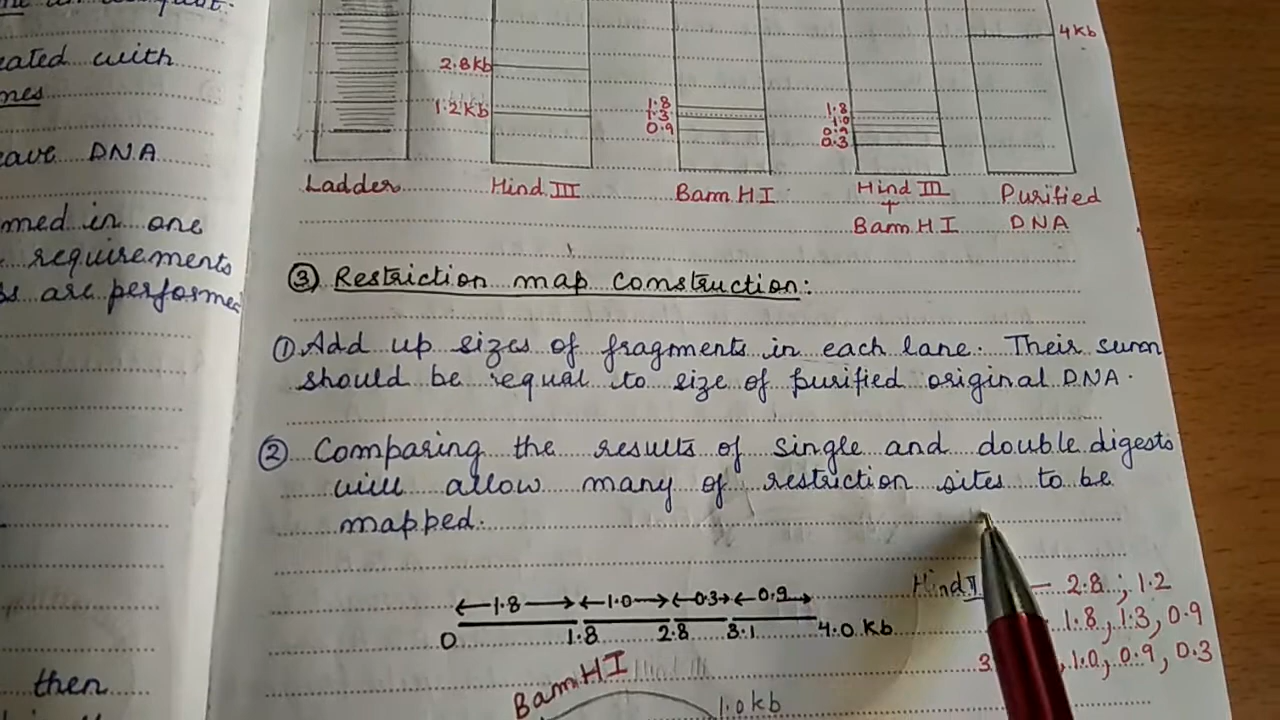 eated with
mes
eave DNA
med in one
requirements
are performed
then
4 Kb
2.8 Kb
1.2 Kb
1.8
1.3
0.9
1.8
1.0
0.9
0.3
Ladder
Hind III
Bam HI
Hind III
+
Bam HI
Purified
DNA
③ Restriction map construction:
① Add up sizes of fragments in each lane. Their sum
should be equal to size of purified original DNA.
② Comparing the results of single and double digests
will allow many of restriction sites to be
mapped.
1.8 1.0 0.3 0.9
0 1.8 2.8 3.1 4.0 Kb
Hind — 2.8 ; 1.2
1.8, 1.3, 0.9
3 , 1.0, 0.9, 0.3
Bam HI
1.0 kb